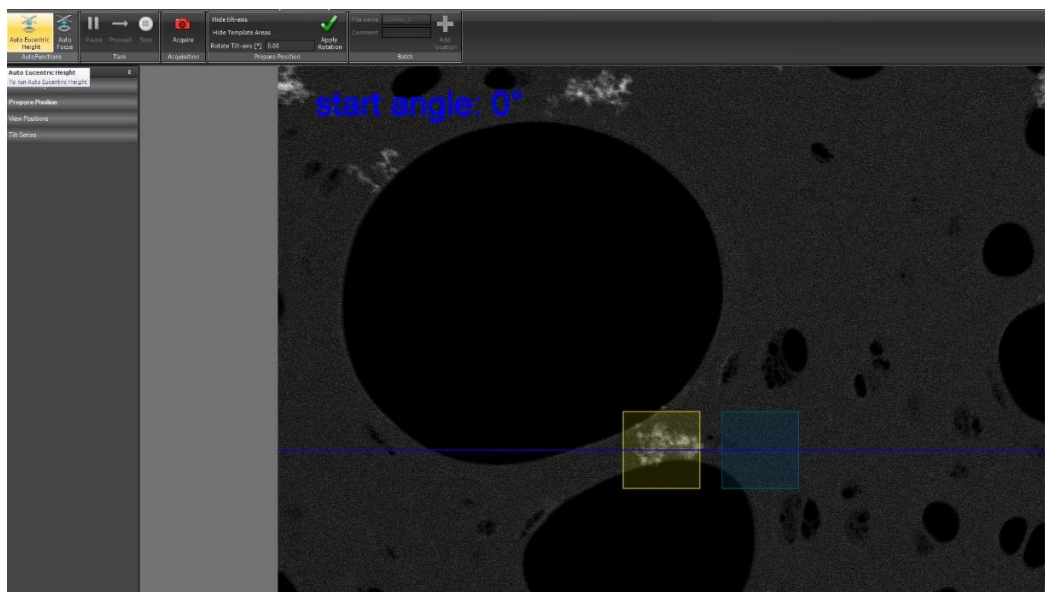 Auto Eucentric Height
Auto Focus
AutoFunctions
Pause
Proceed
Stop
Task
Acquire
Acquisition
Hide tilt-axis
Hide Template Areas
Rotate Tilt-axis [°] 0.00
Apply Rotation
Prepare Position
File name
Comment
Add location
Batch
Auto Eucentric Height
To run Auto Eucentric Height
Prepare Position
View Positions
Tilt Series
start angle: 0°